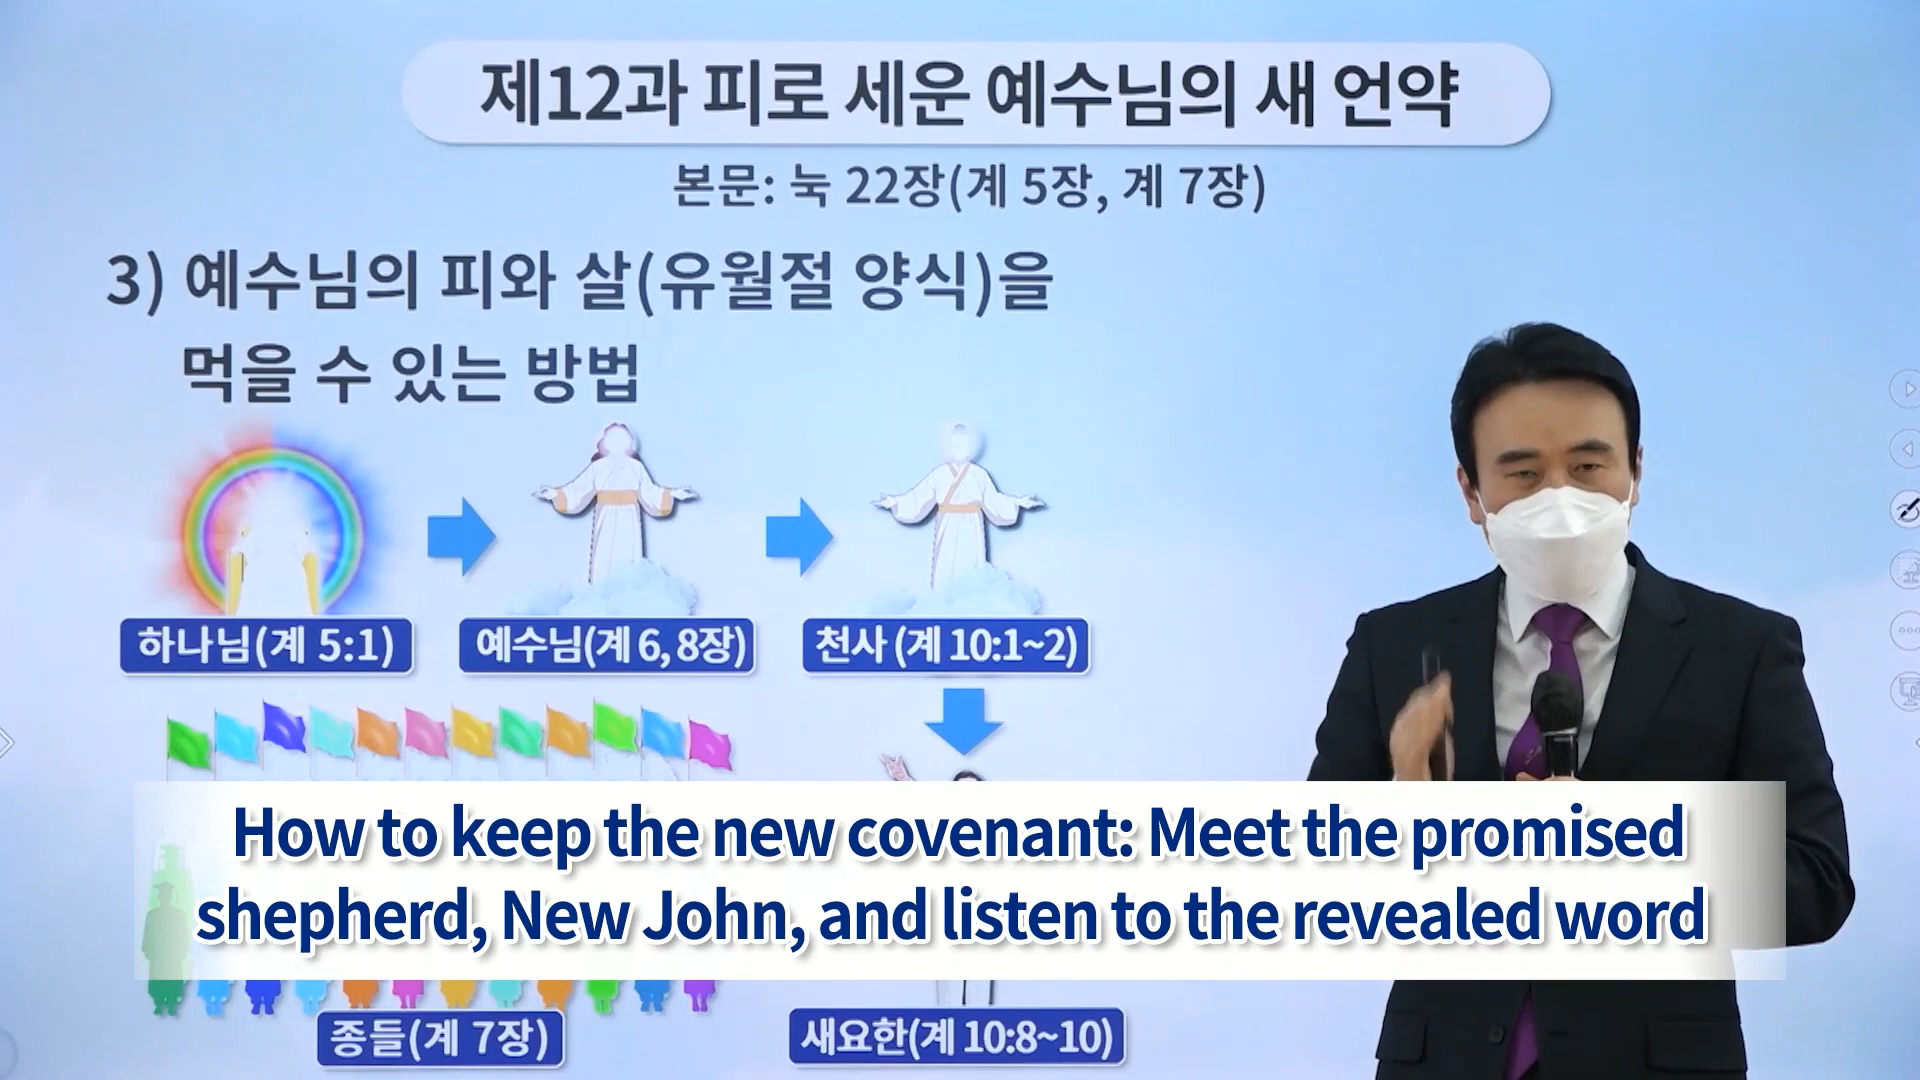 제12과 피로 세운 예수님의 새 언약
본문: 눅 22장(계 5장, 계 7장)
3) 예수님의 피와 살(유월절 양식)을
먹을 수 있는 방법
하나님(계 5:1)
예수님(계 6, 8장)
천사 (계 10:1~2)
How to keep the new covenant: Meet the promised
shepherd, New John, and listen to the revealed word
종들(계 7장)
새요한(계 10:8~10)